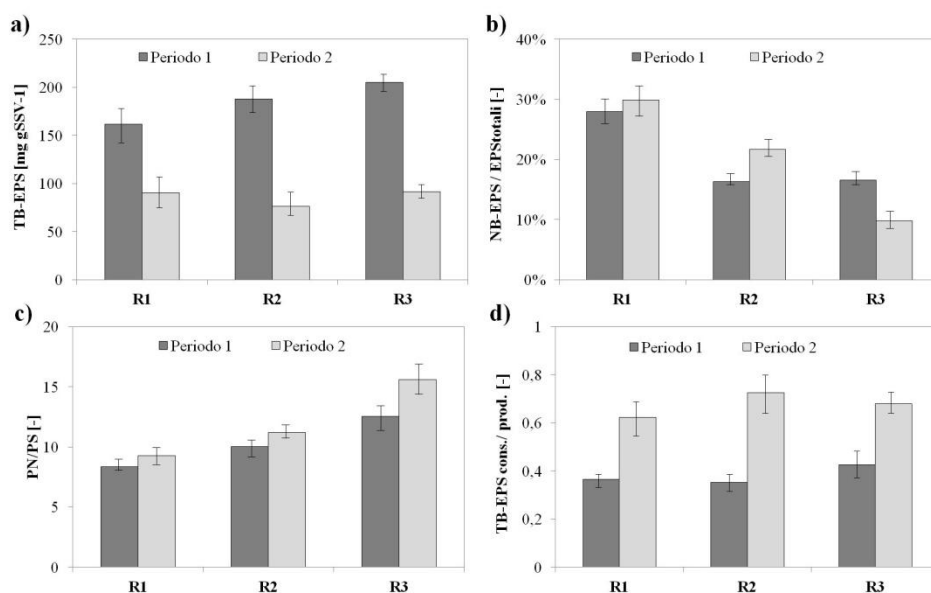 a)
250
200
150
100
50
0
TB-EPS [mg gSSV-1]
Periodo 1 Periodo 2
R1 R2 R3
b)
40%
30%
20%
10%
0%
NB-EPS / EPStotali [-]
Periodo 1 Periodo 2
R1 R2 R3
c)
20
15
10
5
0
PN/PS [-]
Periodo 1 Periodo 2
R1 R2 R3
d)
1
0,8
0,6
0,4
0,2
0
TB-EPS cons./ prod. [-]
Periodo 1 Periodo 2
R1 R2 R3